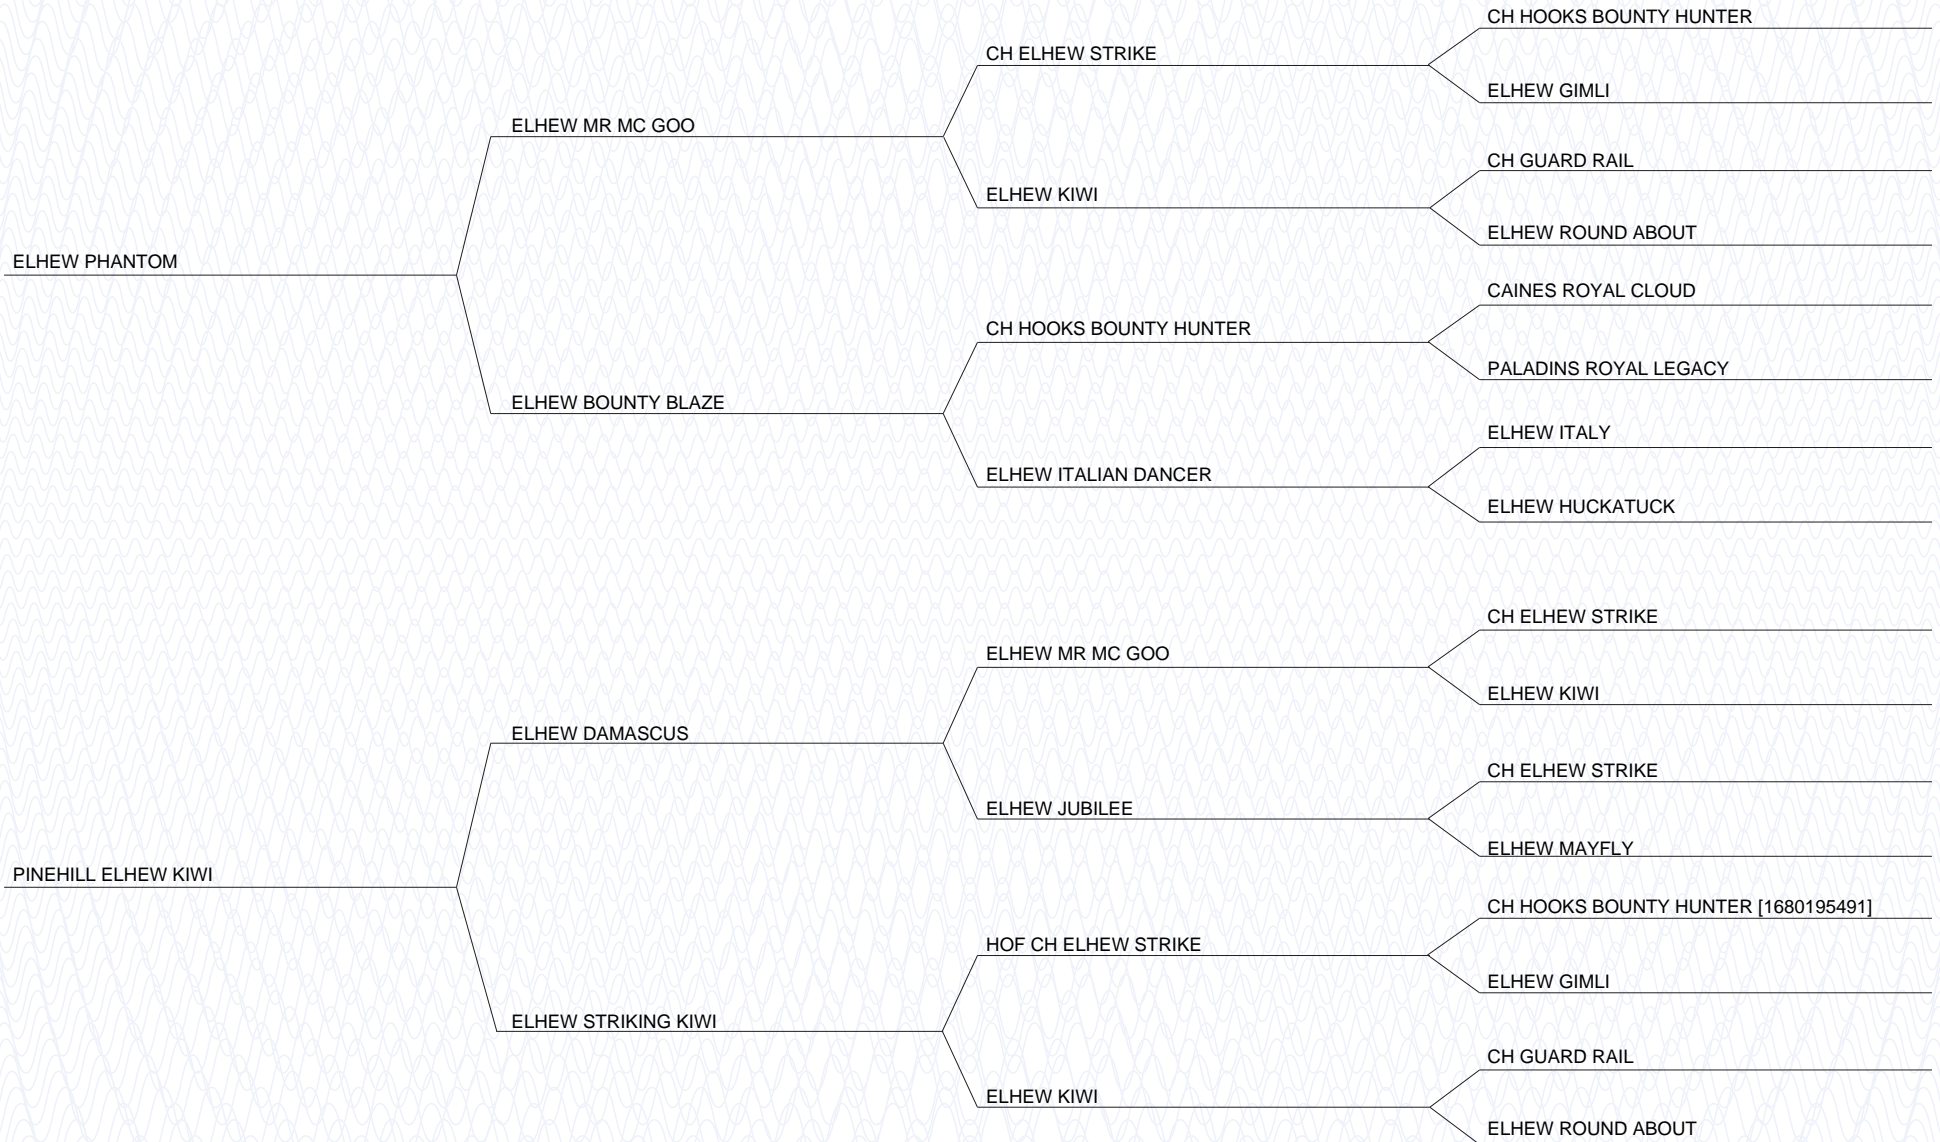 CH HOOKS BOUNTY HUNTER
CH ELHEW STRIKE
ELHEW GIMLI
ELHEW MR MC GOO
CH GUARD RAIL
ELHEW KIWI
ELHEW ROUND ABOUT
ELHEW PHANTOM
CAINES ROYAL CLOUD
CH HOOKS BOUNTY HUNTER
PALADINS ROYAL LEGACY
ELHEW BOUNTY BLAZE
ELHEW ITALY
ELHEW ITALIAN DANCER
ELHEW HUCKATUCK
CH ELHEW STRIKE
ELHEW MR MC GOO
ELHEW KIWI
ELHEW DAMASCUS
CH ELHEW STRIKE
ELHEW JUBILEE
ELHEW MAYFLY
PINEHILL ELHEW KIWI
CH HOOKS BOUNTY HUNTER [1680195491]
HOF CH ELHEW STRIKE
ELHEW GIMLI
ELHEW STRIKING KIWI
CH GUARD RAIL
ELHEW KIWI
ELHEW ROUND ABOUT